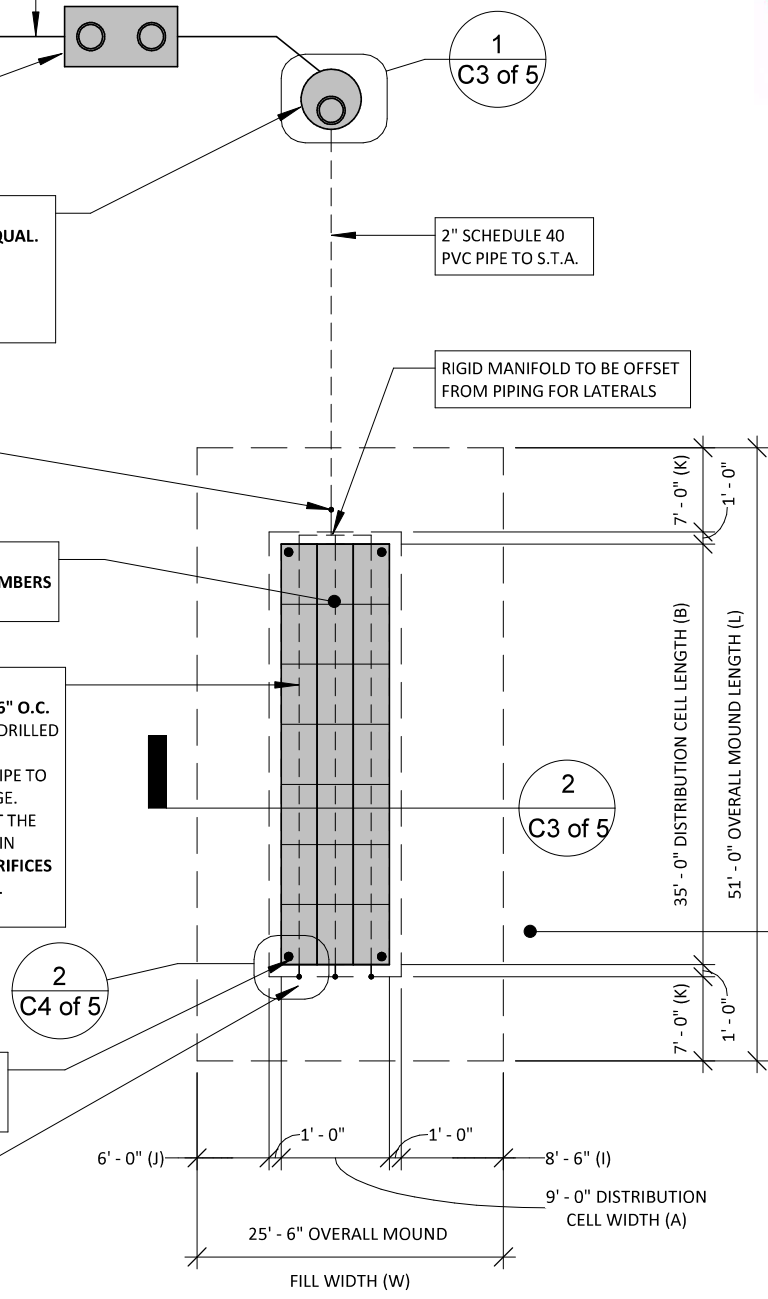 1
C3 of 5
QUAL.
2" SCHEDULE 40
PVC PIPE TO S.T.A.
RIGID MANIFOLD TO BE OFFSET
FROM PIPING FOR LATERALS
7' - 0" (K)
1' - 0"
MBERS
35' - 0" DISTRIBUTION CELL LENGTH (B)
51' - 0" OVERALL MOUND LENGTH (L)
6" O.C.
DRILLED
IPE TO
GE.
T THE
IN
RIFICES
.
2
C3 of 5
2
C4 of 5
7' - 0" (K)
1' - 0"
1' - 0"
1' - 0"
6' - 0" (J)
8' - 6" (I)
9' - 0" DISTRIBUTION
CELL WIDTH (A)
25' - 6" OVERALL MOUND
FILL WIDTH (W)